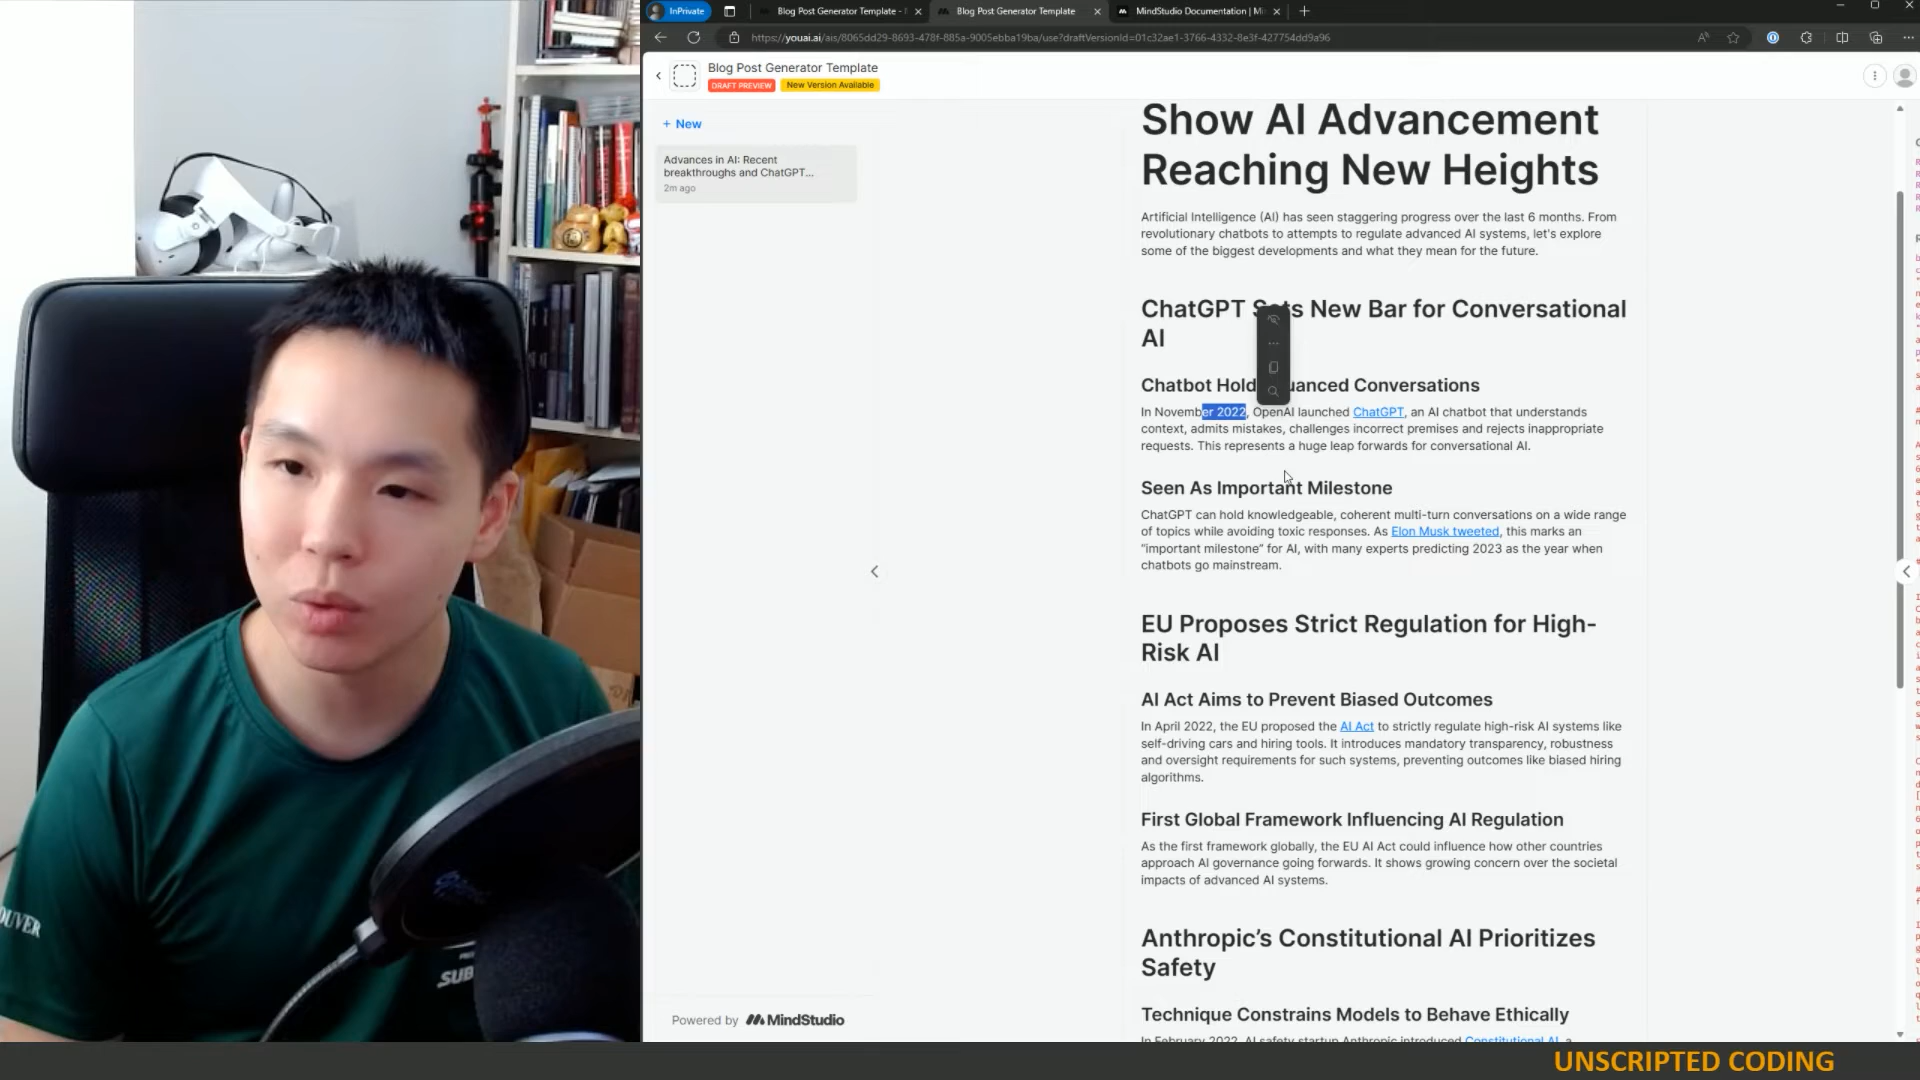 InPrivate
Blog Post Generator Template -
Blog Post Generator Template
MindStudio Documentation | Mi
https://youai.ai/ais/8065dd29-8693-478f-885a-9005ebba19ba/use?draftVersionId=01c32ae1-3766-4332-8e3f-427754dd9a96
Blog Post Generator Template
DRAFT PREVIEW
New Version Available
+ New
Advances in AI: Recent
breakthroughs and ChatGPT...
2m ago
Show AI Advancement
Reaching New Heights
Artificial Intelligence (AI) has seen staggering progress over the last 6 months. From
revolutionary chatbots to attempts to regulate advanced AI systems, let's explore
some of the biggest developments and what they mean for the future.
ChatGPT Sets New Bar for Conversational
AI
Chatbot Hold uanced Conversations
In November 2022, OpenAI launched ChatGPT, an AI chatbot that understands
context, admits mistakes, challenges incorrect premises and rejects inappropriate
requests. This represents a huge leap forwards for conversational AI.
Seen As Important Milestone
ChatGPT can hold knowledgeable, coherent multi-turn conversations on a wide range
of topics while avoiding toxic responses. As Elon Musk tweeted, this marks an
“important milestone” for AI, with many experts predicting 2023 as the year when
chatbots go mainstream.
EU Proposes Strict Regulation for High-
Risk AI
AI Act Aims to Prevent Biased Outcomes
In April 2022, the EU proposed the AI Act to strictly regulate high-risk AI systems like
self-driving cars and hiring tools. It introduces mandatory transparency, robustness
and oversight requirements for such systems, preventing outcomes like biased hiring
algorithms.
First Global Framework Influencing AI Regulation
As the first framework globally, the EU AI Act could influence how other countries
approach AI governance going forwards. It shows growing concern over the societal
impacts of advanced AI systems.
Anthropic’s Constitutional AI Prioritizes
Safety
Technique Constrains Models to Behave Ethically
In February 2022, AI safety startup Anthropic introduced Constitutional AI, a
Powered by MindStudio
OUVER
SUB
UNSCRIPTED CODING